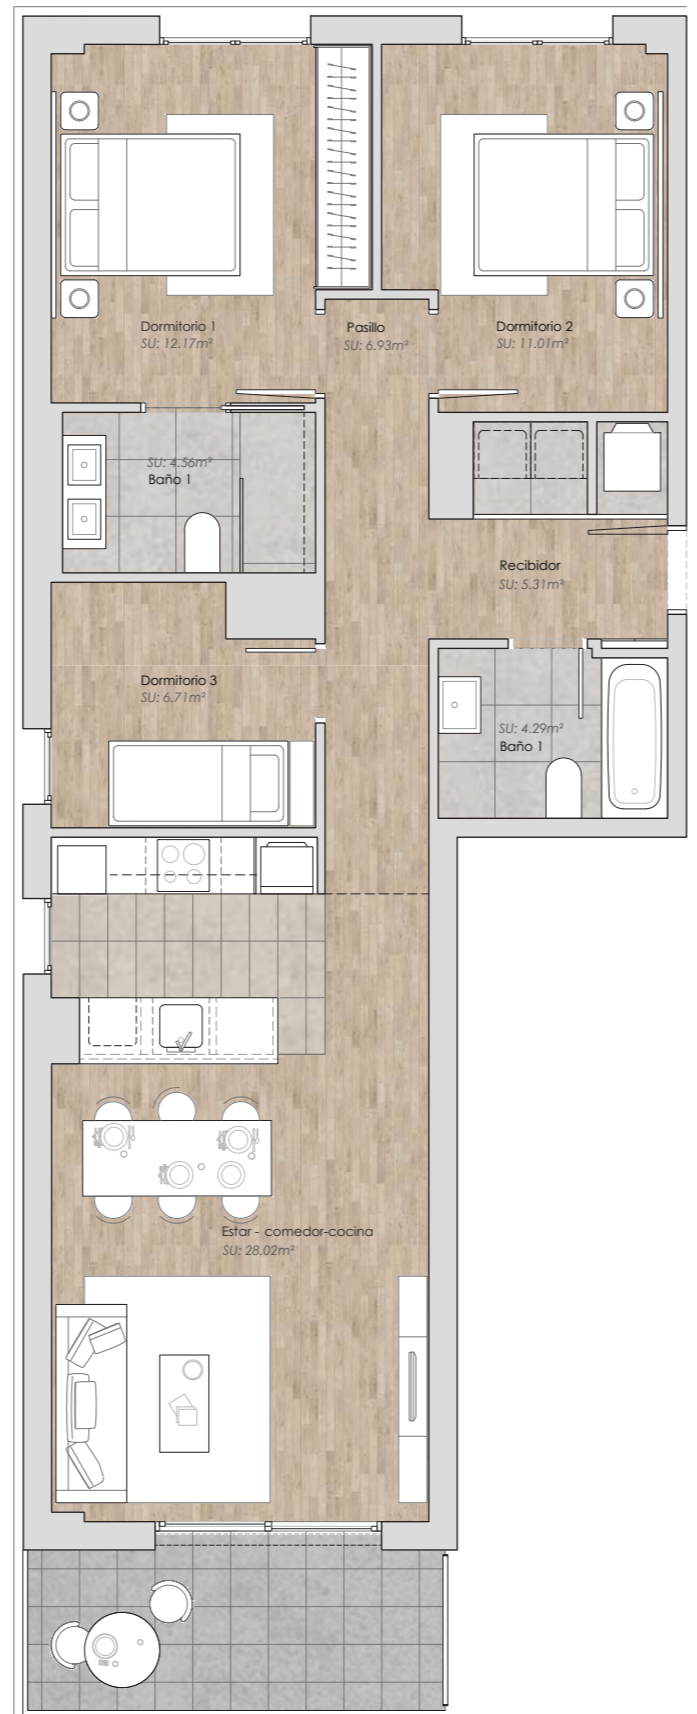 Dormitorio 1
SU: 12.17m²
Pasillo
SU: 6.93m²
Dormitorio 2
SU: 11.01m²
SU: 4.56m²
Baño 1
Recibidor
SU: 5.31m²
Dormitorio 3
SU: 6.71m²
SU: 4.29m²
Baño 1
Estar - comedor-cocina
SU: 28.02m²